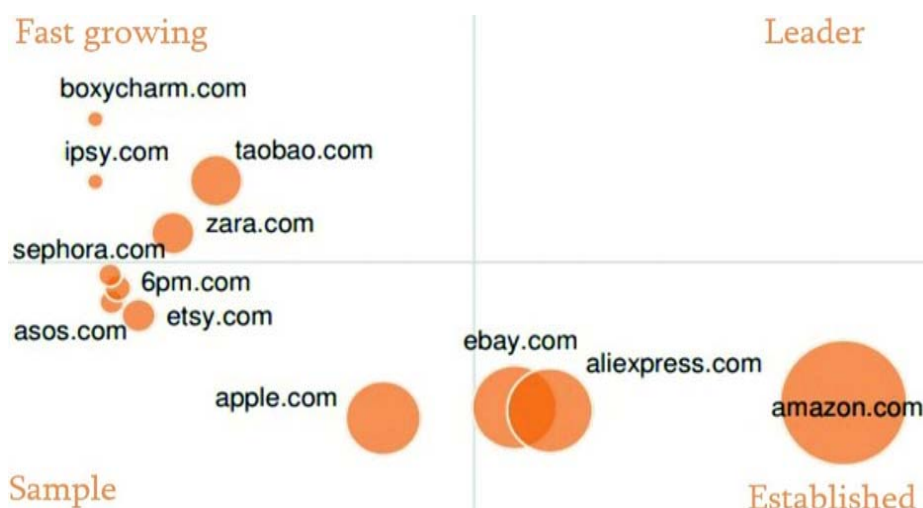 Fast growing
Leader
boxycharm.com
ipsy.com
taobao.com
zara.com
sephora.com
6pm.com
etsy.com
asos.com
ebay.com
aliexpress.com
apple.com
amazon.com
Sample
Established